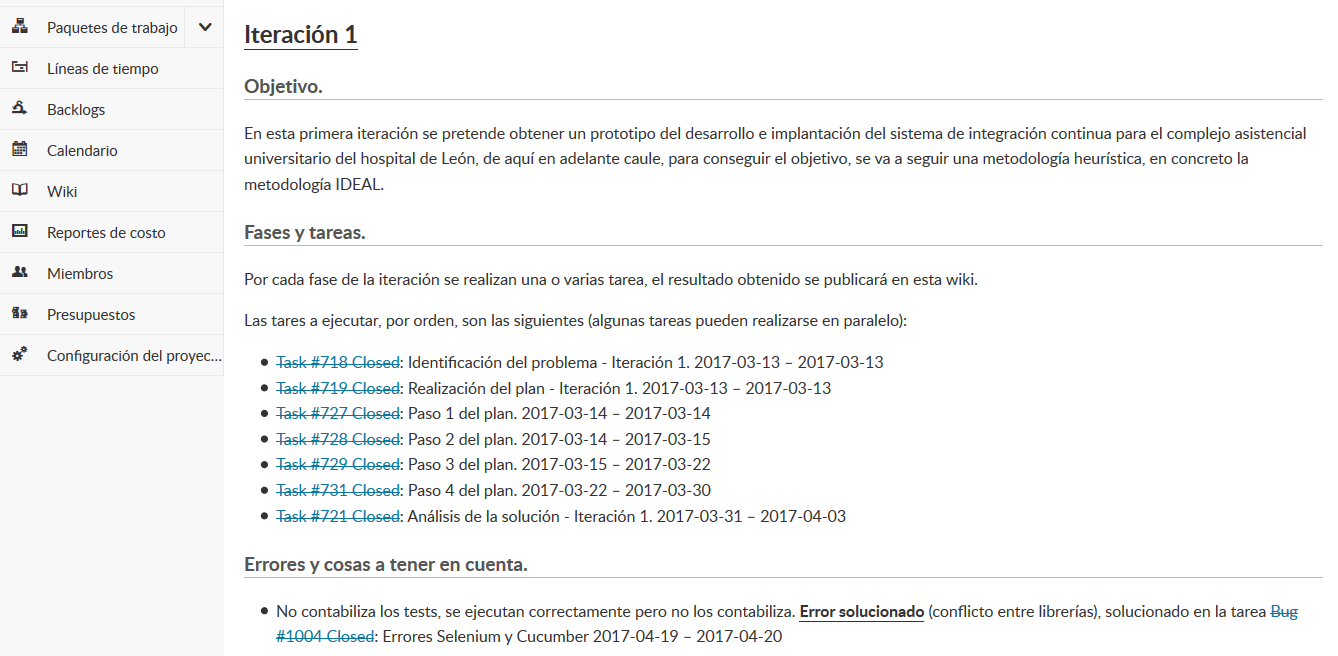 Paquetes de trabajo
Líneas de tiempo
Backlogs
Calendario
Wiki
Reportes de costo
Miembros
Presupuestos
Configuración del proyec...
Iteración 1
Objetivo.
En esta primera iteración se pretende obtener un prototipo del desarrollo e implantación del sistema de integración continua para el complejo asistencial
universitario del hospital de León, de aquí en adelante caule, para conseguir el objetivo, se va a seguir una metodología heurística, en concreto la
metodología IDEAL.
Fases y tareas.
Por cada fase de la iteración se realizan una o varias tarea, el resultado obtenido se publicará en esta wiki.
Las tares a ejecutar, por orden, son las siguientes (algunas tareas pueden realizarse en paralelo):
Task #718 Closed: Identificación del problema - Iteración 1. 2017-03-13 – 2017-03-13
Task #719 Closed: Realización del plan - Iteración 1. 2017-03-13 – 2017-03-13
Task #727 Closed: Paso 1 del plan. 2017-03-14 – 2017-03-14
Task #728 Closed: Paso 2 del plan. 2017-03-14 – 2017-03-15
Task #729 Closed: Paso 3 del plan. 2017-03-15 – 2017-03-22
Task #731 Closed: Paso 4 del plan. 2017-03-22 – 2017-03-30
Task #721 Closed: Análisis de la solución - Iteración 1. 2017-03-31 – 2017-04-03
Errores y cosas a tener en cuenta.
No contabiliza los tests, se ejecutan correctamente pero no los contabiliza. Error solucionado (conflicto entre librerías), solucionado en la tarea Bug
#1004 Closed: Errores Selenium y Cucumber 2017-04-19 – 2017-04-20